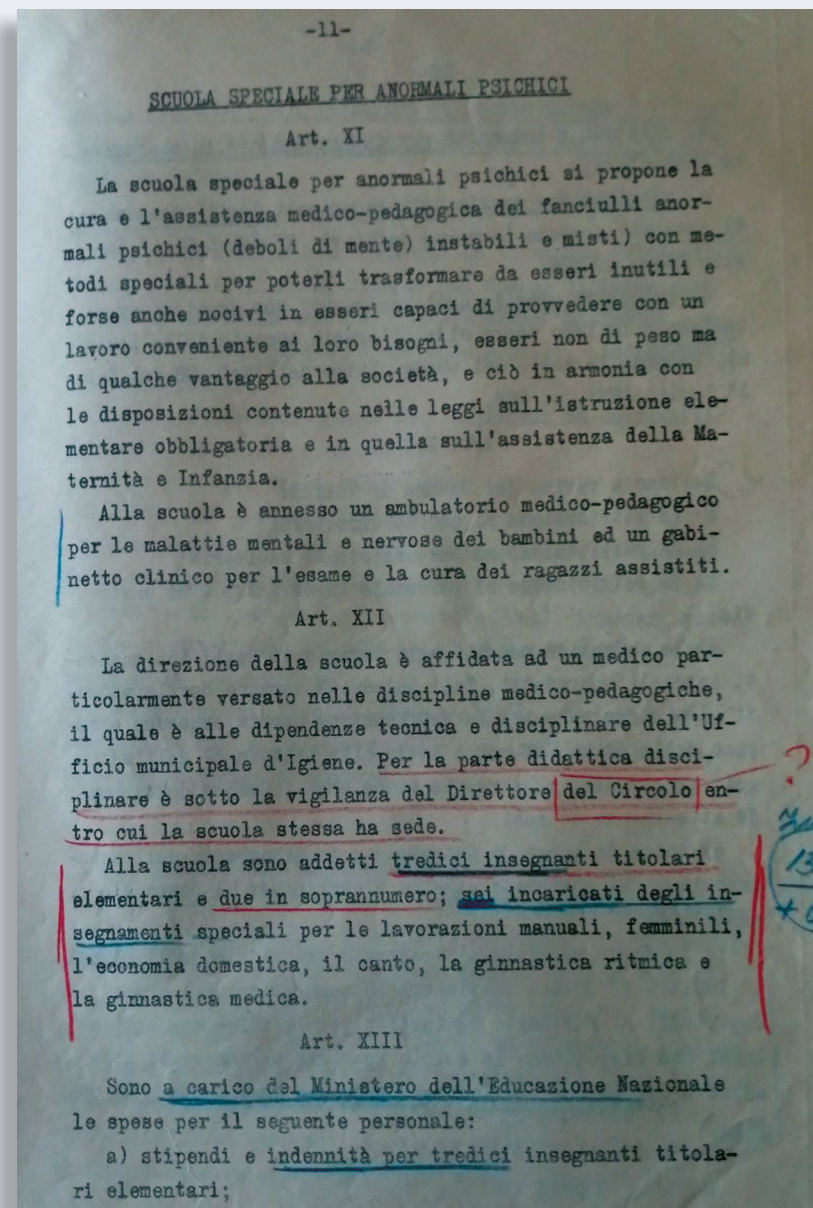 -11-
SCUOLA SPECIALE PER ANORMALI PSICHICI
Art. XI
La scuola speciale per anormali psichici si propone la
cura e l'assistenza medico-pedagogica dei fanciulli anor-
mali psichici (deboli di mente) instabili e misti) con me-
todi speciali per poterli trasformare da esseri inutili e
forse anche nocivi in esseri capaci di provvedere con un
lavoro conveniente ai loro bisogni, esseri non di peso ma
di qualche vantaggio alla società, e ciò in armonia con
le disposizioni contenute nelle leggi sull'istruzione ele-
mentare obbligatoria e in quella sull'assistenza della Ma-
ternità e Infanzia.
Alla scuola è annesso un ambulatorio medico-pedagogico
per le malattie mentali e nervose dei bambini ed un gabi-
netto clinico per l'esame e la cura dei ragazzi assistiti.
Art. XII
La direzione della scuola è affidata ad un medico par-
ticolarmente versato nelle discipline medico-pedagogiche,
il quale è alle dipendenze tecnica e disciplinare dell'Uf-
ficio municipale d'Igiene. Per la parte didattica disci-
plinare è sotto la vigilanza del Direttore del Circolo en-
tro cui la scuola stessa ha sede.
?
Alla scuola sono addetti tredici insegnanti titolari
elementari e due in soprannumero; sei incaricati degli in-
segnamenti speciali per le lavorazioni manuali, femminili,
l'economia domestica, il canto, la ginnastica ritmica e
la ginnastica medica.
13
Art. XIII
Sono a carico del Ministero dell'Educazione Nazionale
le spese per il seguente personale:
a) stipendi e indennità per tredici insegnanti titola-
ri elementari;